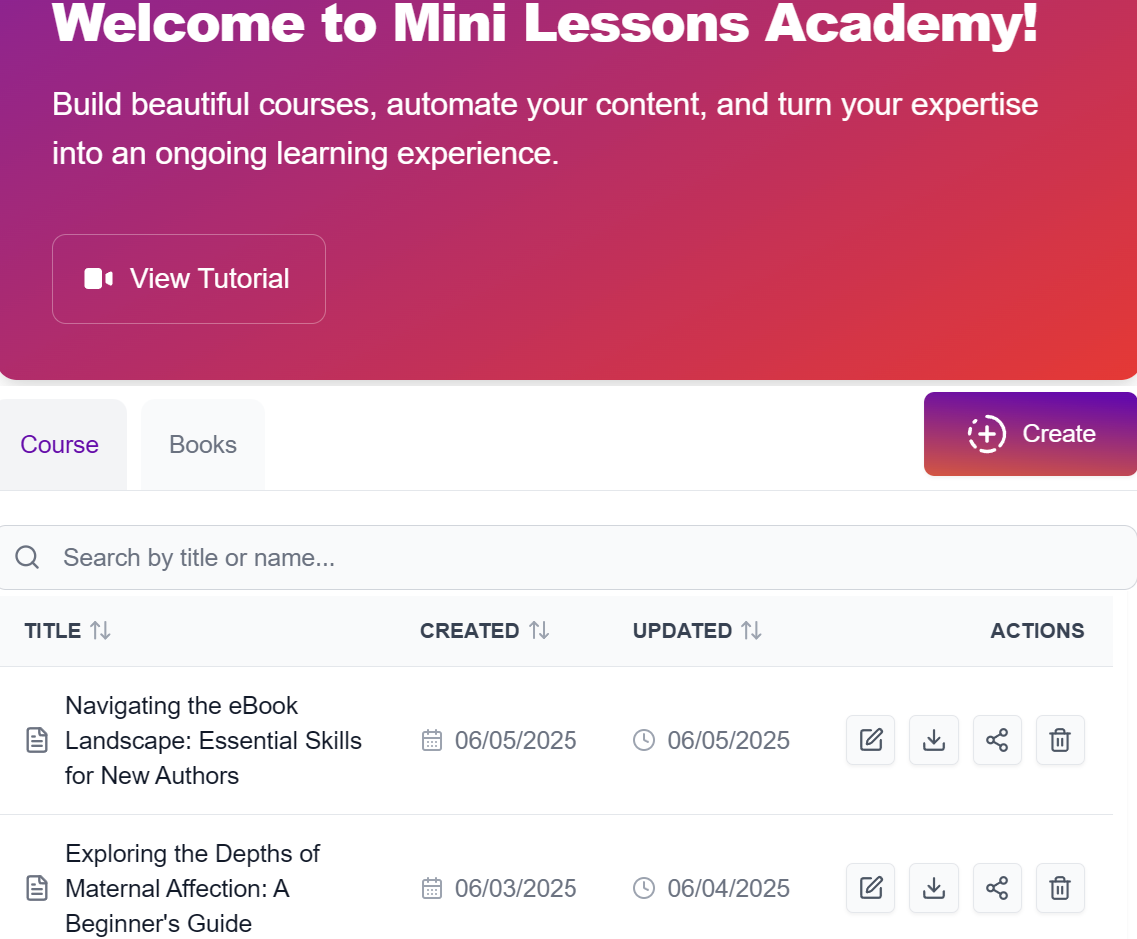 Welcome to Mini Lessons Academy!
Build beautiful courses, automate your content, and turn your expertise
into an ongoing learning experience.
View Tutorial
Course
Books
Create
Search by title or name...
TITLE
CREATED
UPDATED
ACTIONS
Navigating the eBook
Landscape: Essential Skills
for New Authors
06/05/2025
06/05/2025
Exploring the Depths of
Maternal Affection: A
Beginner's Guide
06/03/2025
06/04/2025